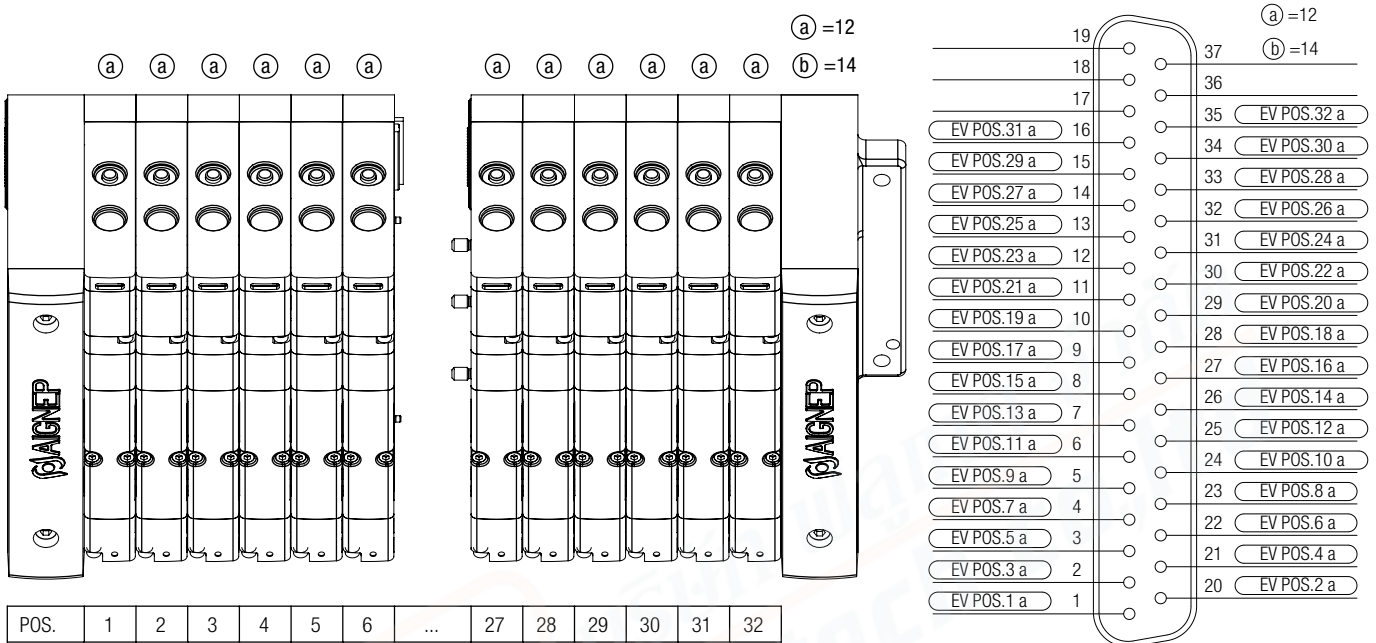 ⓐ =12
ⓐ ⓐ ⓐ ⓐ ⓐ ⓐ ⓐ ⓐ ⓐ ⓐ ⓐ ⓐ ⓑ =14
AIGNEP AIGNEP
POS. 1 2 3 4 5 6 ... 27 28 29 30 31 32
ⓐ =12
ⓑ =14
19
37
18
36
17
35 EV POS.32 a
EV POS.31 a 16
34 EV POS.30 a
EV POS.29 a 15
33 EV POS.28 a
EV POS.27 a 14
32 EV POS.26 a
EV POS.25 a 13
31 EV POS.24 a
EV POS.23 a 12
30 EV POS.22 a
EV POS.21 a 11
29 EV POS.20 a
EV POS.19 a 10
28 EV POS.18 a
EV POS.17 a 9
27 EV POS.16 a
EV POS.15 a 8
26 EV POS.14 a
EV POS.13 a 7
25 EV POS.12 a
EV POS.11 a 6
24 EV POS.10 a
EV POS.9 a 5
23 EV POS.8 a
EV POS.7 a 4
22 EV POS.6 a
EV POS.5 a 3
21 EV POS.4 a
EV POS.3 a 2
20 EV POS.2 a
EV POS.1 a 1